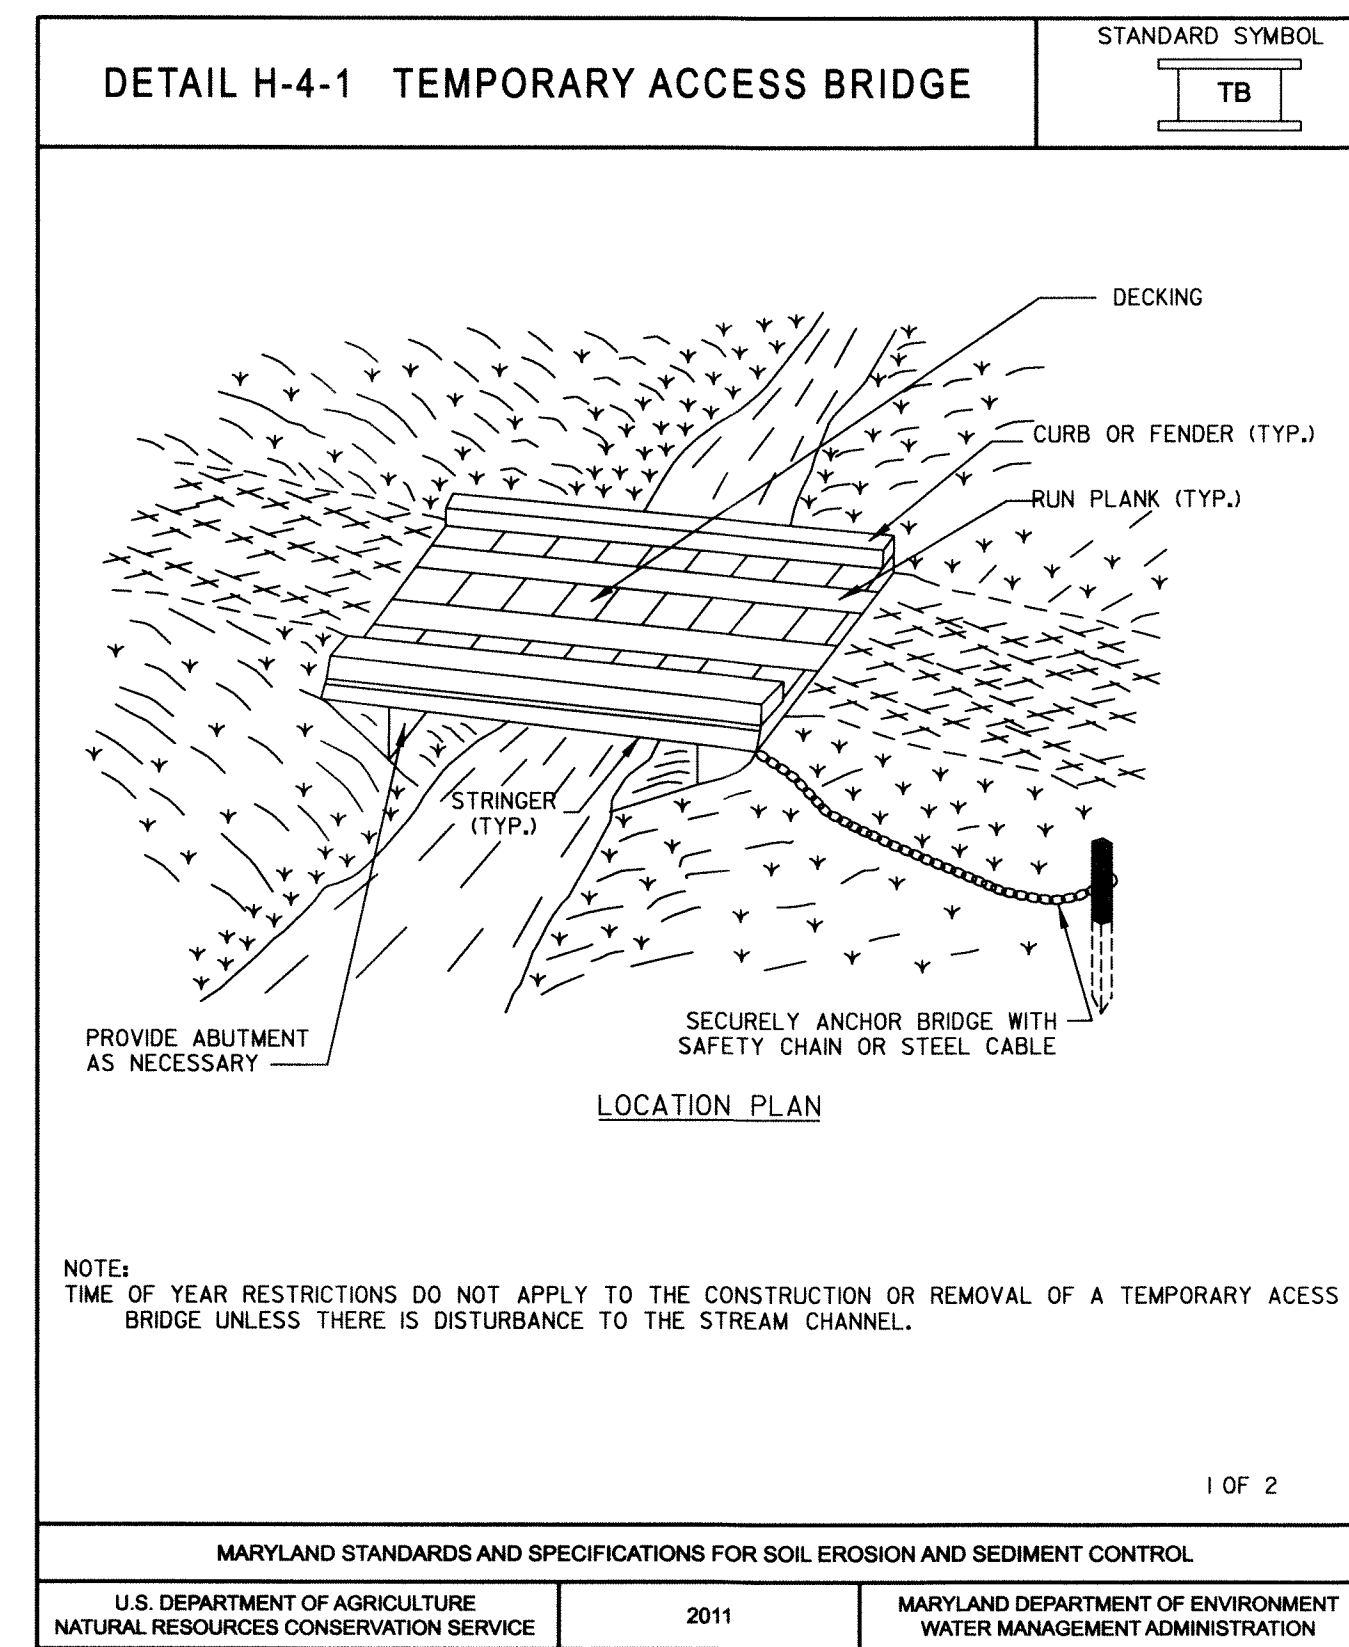 DETAIL H-4-1 TEMPORARY ACCESS BRIDGE
STANDARD SYMBOL
TB
DECKING
CURB OR FENDER (TYP.)
RUN PLANK (TYP.)
STRINGER
(TYP.)
PROVIDE ABUTMENT
AS NECESSARY
SECURELY ANCHOR BRIDGE WITH
SAFETY CHAIN OR STEEL CABLE
LOCATION PLAN
NOTE:
TIME OF YEAR RESTRICTIONS DO NOT APPLY TO THE CONSTRUCTION OR REMOVAL OF A TEMPORARY ACESS
BRIDGE UNLESS THERE IS DISTURBANCE TO THE STREAM CHANNEL.
1 OF 2
MARYLAND STANDARDS AND SPECIFICATIONS FOR SOIL EROSION AND SEDIMENT CONTROL
U.S. DEPARTMENT OF AGRICULTURE
NATURAL RESOURCES CONSERVATION SERVICE
2011
MARYLAND DEPARTMENT OF ENVIRONMENT
WATER MANAGEMENT ADMINISTRATION